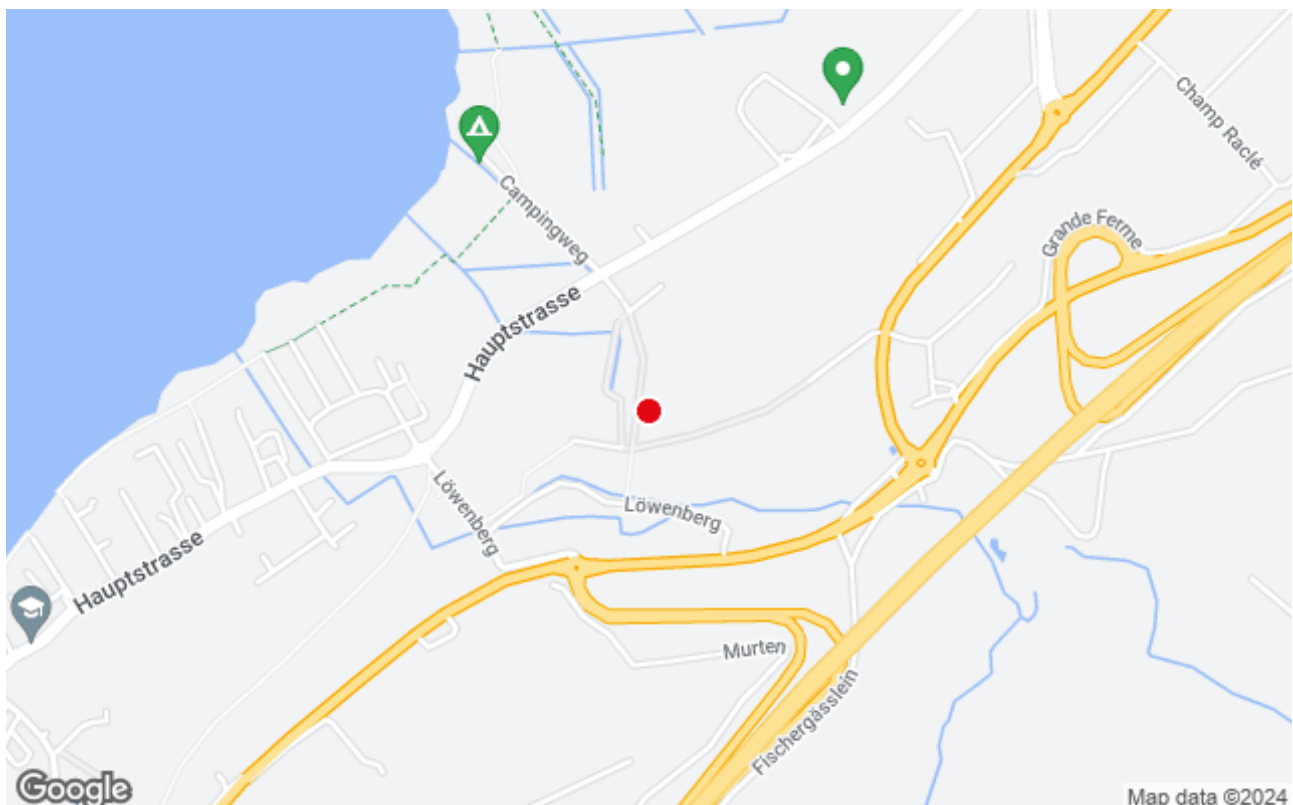 Champ Raclé
Campingweg
Grande Ferme
Hauptstrasse
Löwenberg
Löwenberg
Hauptstrasse
Murten
Fischergässlein
Google
Map data ©2024